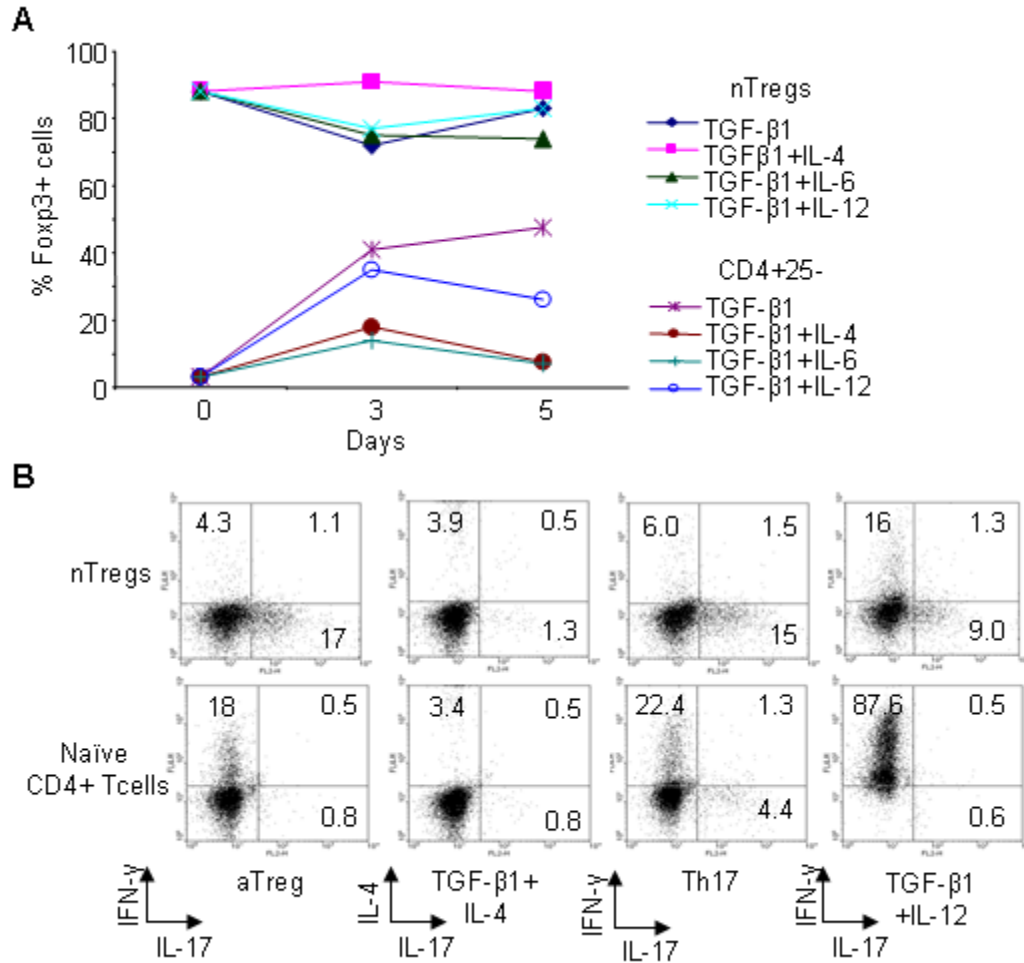 A
100
80
60
40
20
0
% Foxp3+ cells
0 3 5
Days
nTregs
TGF-β1
TGFβ1+IL-4
TGF-β1+IL-6
TGF-β1+IL-12
CD4+25-
TGF-β1
TGF-β1+IL-4
TGF-β1+IL-6
TGF-β1+IL-12
B
nTregs
4.3 1.1
17
3.9 0.5
1.3
6.0 1.5
15
16 1.3
9.0
Naïve
CD4+ Tcells
18 0.5
0.8
3.4 0.5
0.8
22.4 1.3
4.4
87.6 0.5
0.6
IFN-γ
IL-17
aTreg
IL-4
IL-17
TGF-β1+
IL-4
IFN-γ
IL-17
Th17
IFN-γ
IL-17
TGF-β1
+IL-12